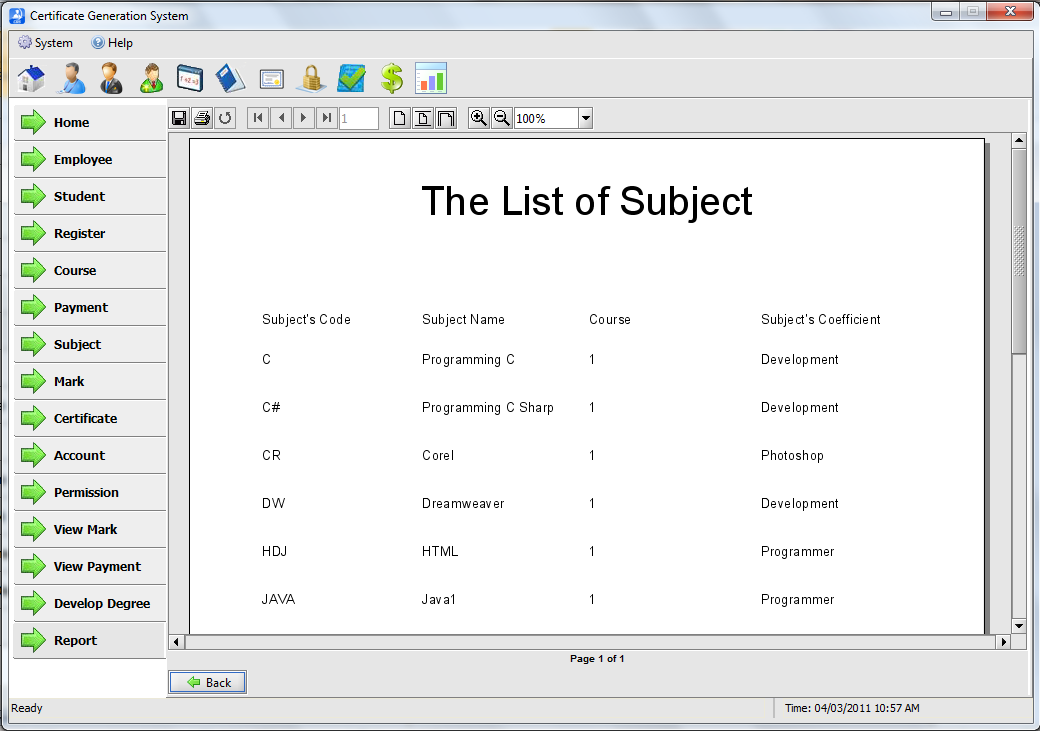 Certificate Generation System
System Help
1
100%
Home
Employee
Student
Register
Course
Payment
Subject
Mark
Certificate
Account
Permission
View Mark
View Payment
Develop Degree
Report
The List of Subject
Subject's Code Subject Name Course Subject's Coefficient
C Programming C 1 Development
C# Programming C Sharp 1 Development
CR Corel 1 Photoshop
DW Dreamweaver 1 Development
HDJ HTML 1 Programmer
JAVA Java1 1 Programmer
Page 1 of 1
Back
Ready Time: 04/03/2011 10:57 AM